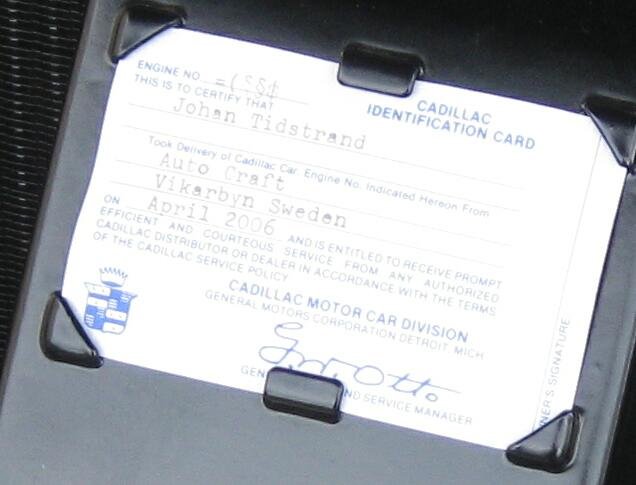 ENGINE NO.
THIS IS TO CERTIFY THAT
CADILLAC
IDENTIFICATION CARD
Johan Tidstrand
Took Delivery of Cadillac Car, Engine No. Indicated Hereon From
Auto Craft
Vikarbyn Sweden
ON April 2006 AND IS ENTITLED TO RECEIVE PROMPT
EFFICIENT AND COURTEOUS SERVICE FROM ANY AUTHORIZED
CADILLAC DISTRIBUTOR OR DEALER IN ACCORDANCE WITH THE TERMS
OF THE CADILLAC SERVICE POLICY
CADILLAC MOTOR CAR DIVISION
GENERAL MOTORS CORPORATION DETROIT, MICH
Otto
SERVICE MANAGER
SIGNATURE